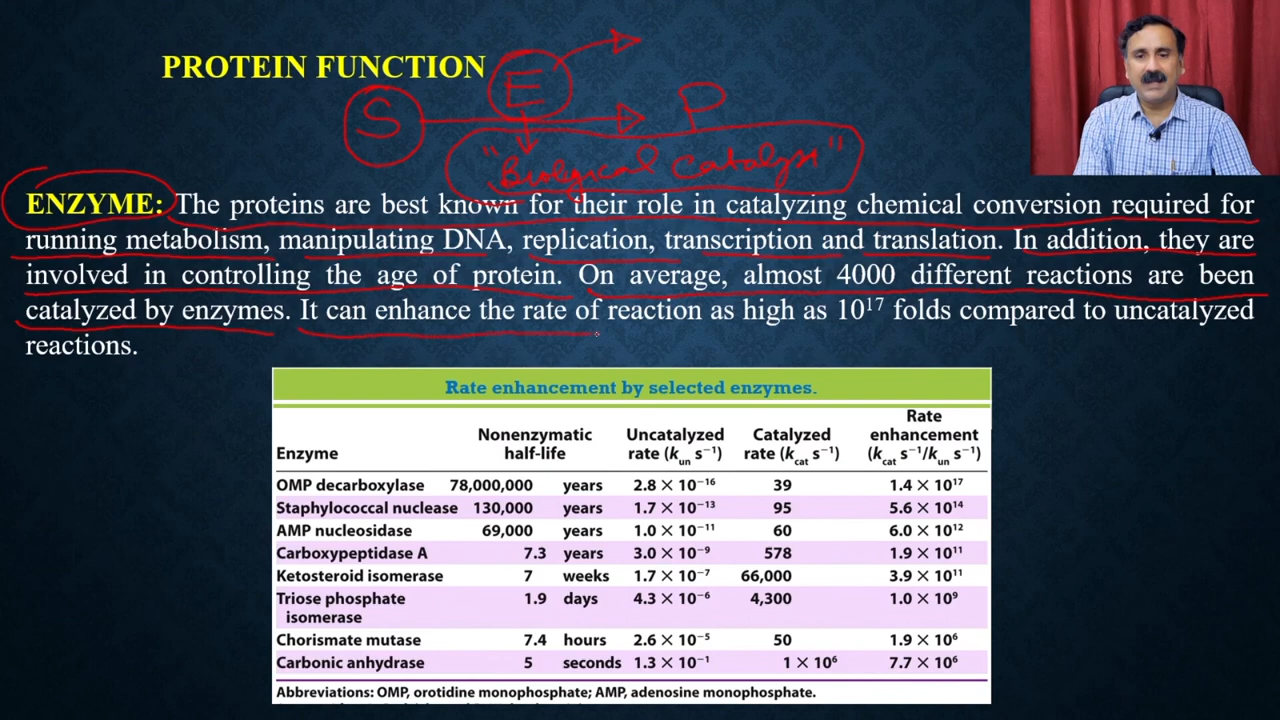 PROTEIN FUNCTION
E
S P
"Biological Catalyst"
ENZYME: The proteins are best known for their role in catalyzing chemical conversion required for
running metabolism, manipulating DNA, replication, transcription and translation. In addition, they are
involved in controlling the age of protein. On average, almost 4000 different reactions are been
catalyzed by enzymes. It can enhance the rate of reaction as high as 10¹⁷ folds compared to uncatalyzed
reactions.
Rate enhancement by selected enzymes.
Enzyme Nonenzymatic half-life Uncatalyzed rate (k_un s⁻¹) Catalyzed rate (k_cat s⁻¹) Rate enhancement (k_cat s⁻¹/k_un s⁻¹)
OMP decarboxylase 78,000,000 years 2.8 × 10⁻¹⁶ 39 1.4 × 10¹⁷
Staphylococcal nuclease 130,000 years 1.7 × 10⁻¹³ 95 5.6 × 10¹⁴
AMP nucleosidase 69,000 years 1.0 × 10⁻¹¹ 60 6.0 × 10¹²
Carboxypeptidase A 7.3 years 3.0 × 10⁻⁹ 578 1.9 × 10¹¹
Ketosteroid isomerase 7 weeks 1.7 × 10⁻⁷ 66,000 3.9 × 10¹¹
Triose phosphate 1.9 days 4.3 × 10⁻⁶ 4,300 1.0 × 10⁹
isomerase
Chorismate mutase 7.4 hours 2.6 × 10⁻⁵ 50 1.9 × 10⁶
Carbonic anhydrase 5 seconds 1.3 × 10⁻¹ 1 × 10⁶ 7.7 × 10⁶
Abbreviations: OMP, orotidine monophosphate; AMP, adenosine monophosphate.